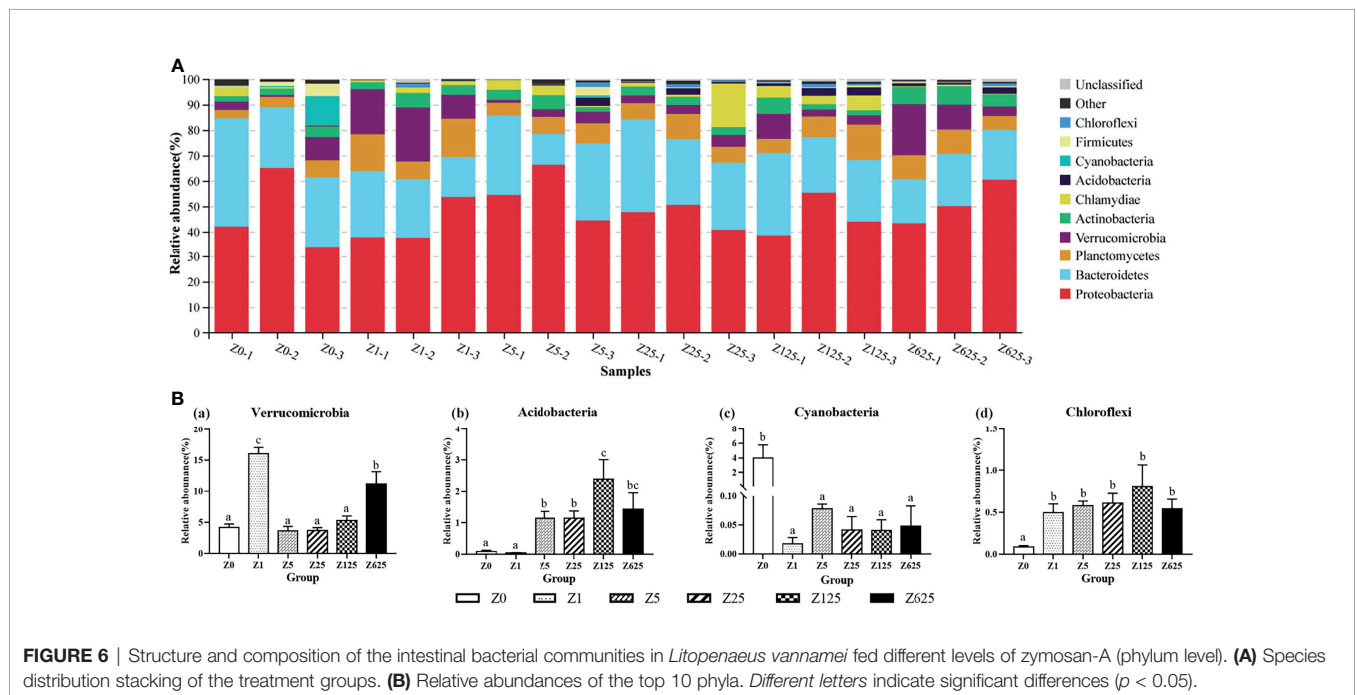 A
Relative abundance(%)
100
90
80
70
60
50
40
30
20
10
0
Z0-1 Z0-2 Z0-3 Z1-1 Z1-2 Z1-3 Z5-1 Z5-2 Z5-3 Z25-1 Z25-2 Z25-3 Z125-1 Z125-2 Z125-3 Z625-1 Z625-2 Z625-3
Samples
Unclassified
Other
Chloroflexi
Firmicutes
Cyanobacteria
Acidobacteria
Chlamydiae
Actinobacteria
Verrucomicrobia
Planctomycetes
Bacteroidetes
Proteobacteria
B
(a) Verrucomicrobia
Relative abounance(%)
20
15
10
5
0
a c a a a b
Z0 Z1 Z5 Z25 Z125 Z625
Group
(b) Acidobacteria
Relative abounance(%)
4
3
2
1
0
a a b b c bc
Z0 Z1 Z5 Z25 Z125 Z625
Group
(c) Cyanobacteria
Relative abounance(%)
8
6
4
2
0.10
0.05
0.00
b a a a a a
Z0 Z1 Z5 Z25 Z125 Z625
Group
(d) Chloroflexi
Relative abounance(%)
1.5
1.0
0.5
0.0
a b b b b b
Z0 Z1 Z5 Z25 Z125 Z625
Group
Z0 Z1 Z5 Z25 Z125 Z625
FIGURE 6 | Structure and composition of the intestinal bacterial communities in Litopenaeus vannamei fed different levels of zymosan-A (phylum level). (A) Species
distribution stacking of the treatment groups. (B) Relative abundances of the top 10 phyla. Different letters indicate significant differences (p < 0.05).